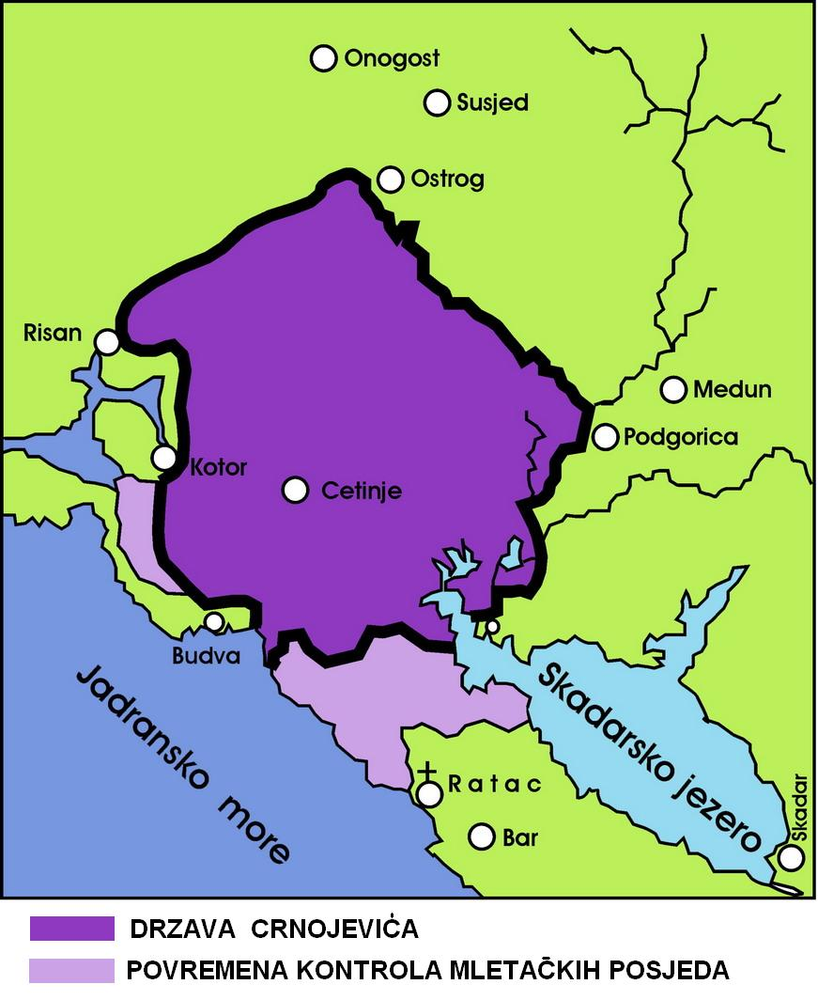 Onogost
Susjed
Ostrog
Risan
Medun
Podgorica
Kotor
Cetinje
Budva
Jadransko more
Skadarsko jezero
Ratac
Skadar
Bar
DRZAVA CRNOJEVIĆA
POVREMENA KONTROLA MLETAČKIH POSJEDA